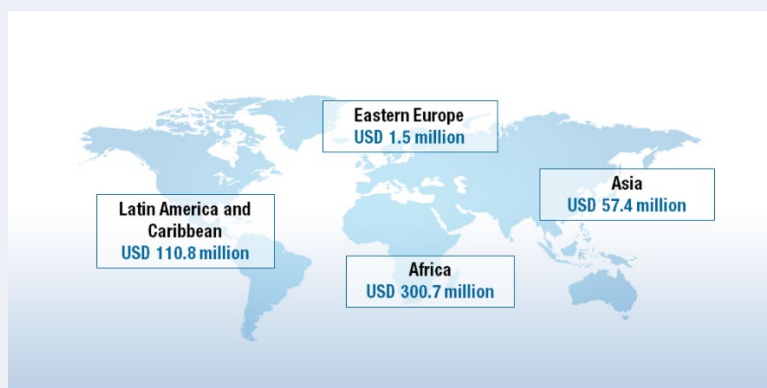 Eastern Europe
USD 1.5 million
Asia
USD 57.4 million
Latin America and
Caribbean
USD 110.8 million
Africa
USD 300.7 million